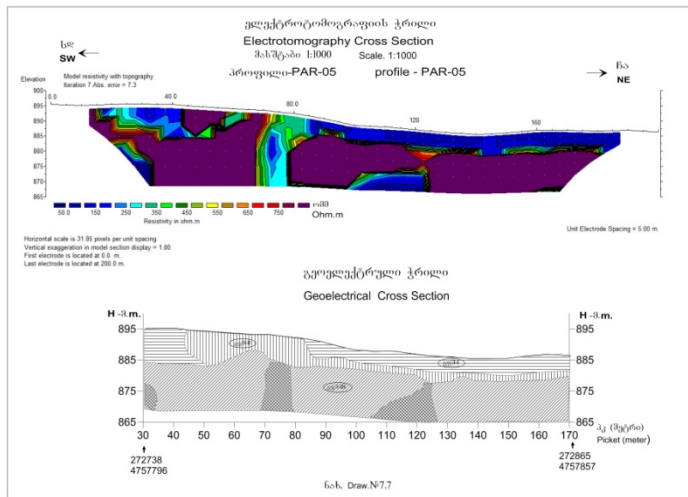 ელექტროტომოგრაფიის ჭრილი
Electrotomography Cross Section
მასშტაბი 1:1000 Scale. 1:1000
პროფილი-PAR-05 profile - PAR-05
სდ
SW
ჩა
NE
Elevation
Model resistivity with topography
Iteration 7 Abs. error = 7.3
900
895
890
885
880
875
870
865
0.0
40.0
80.0
120
160
50.0 150 250 350 450 550 650 750
ომმ
Ohm.m
Resistivity in ohm.m
Unit Electrode Spacing = 5.00 m.
Horizontal scale is 31.95 pixels per unit spacing
Vertical exaggeration in model section display = 1.00
First electrode is located at 0.0 m.
Last electrode is located at 200.0 m.
გეოელექტრული ჭრილი
Geoelectrical Cross Section
H -მ.m.
895
885
875
865
H -მ.m.
895
885
875
865
30 40 50 60 70 80 90 100 110 120 130 140 150 160 170
პკ (მეტრი)
Picket (meter)
272738
4757796
272865
4757857
ნახ. Draw.№7.7